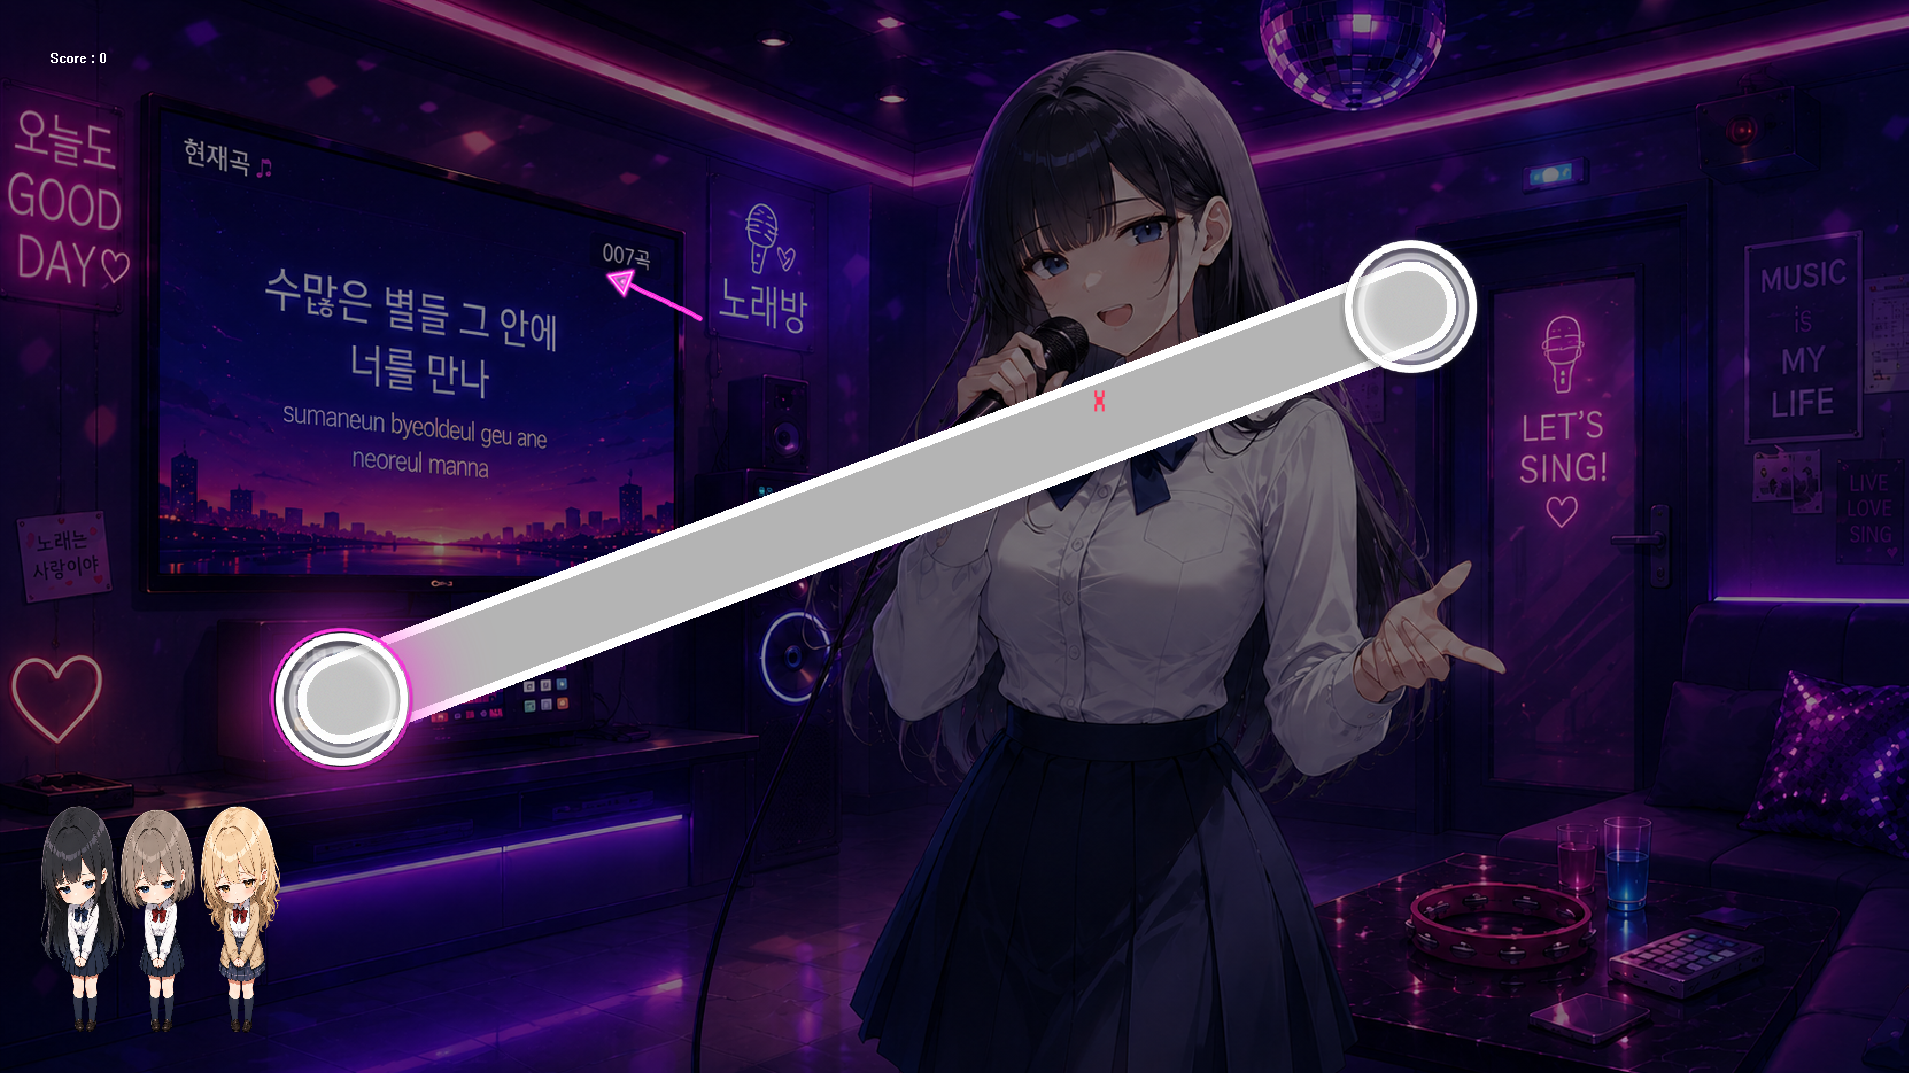 Score : 0
오늘도
GOOD
DAY♡
현재곡
007곡
수많은 별들 그 안에
너를 만나
sumaneun byeoldeul geu ane
neoreul manna
노래방
노래는
사랑이야
X
LET'S
SING!
MUSIC
is
MY
LIFE
LIVE
LOVE
SING